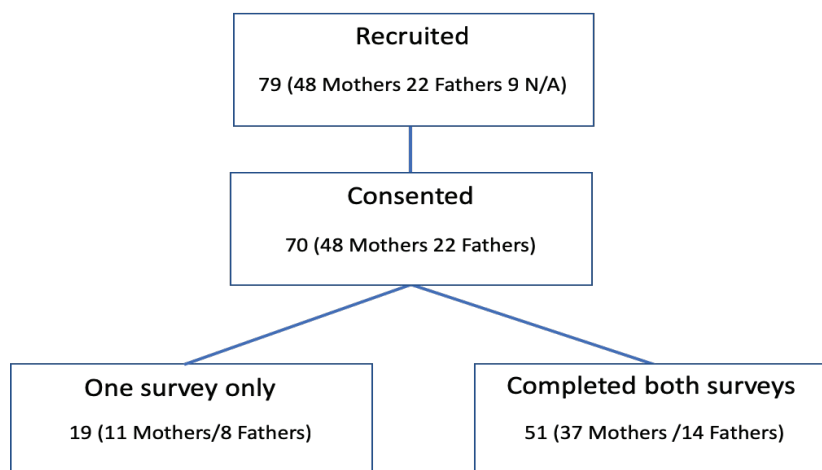 Recruited
79 (48 Mothers 22 Fathers 9 N/A)
Consented
70 (48 Mothers 22 Fathers)
One survey only
19 (11 Mothers/8 Fathers)
Completed both surveys
51 (37 Mothers /14 Fathers)